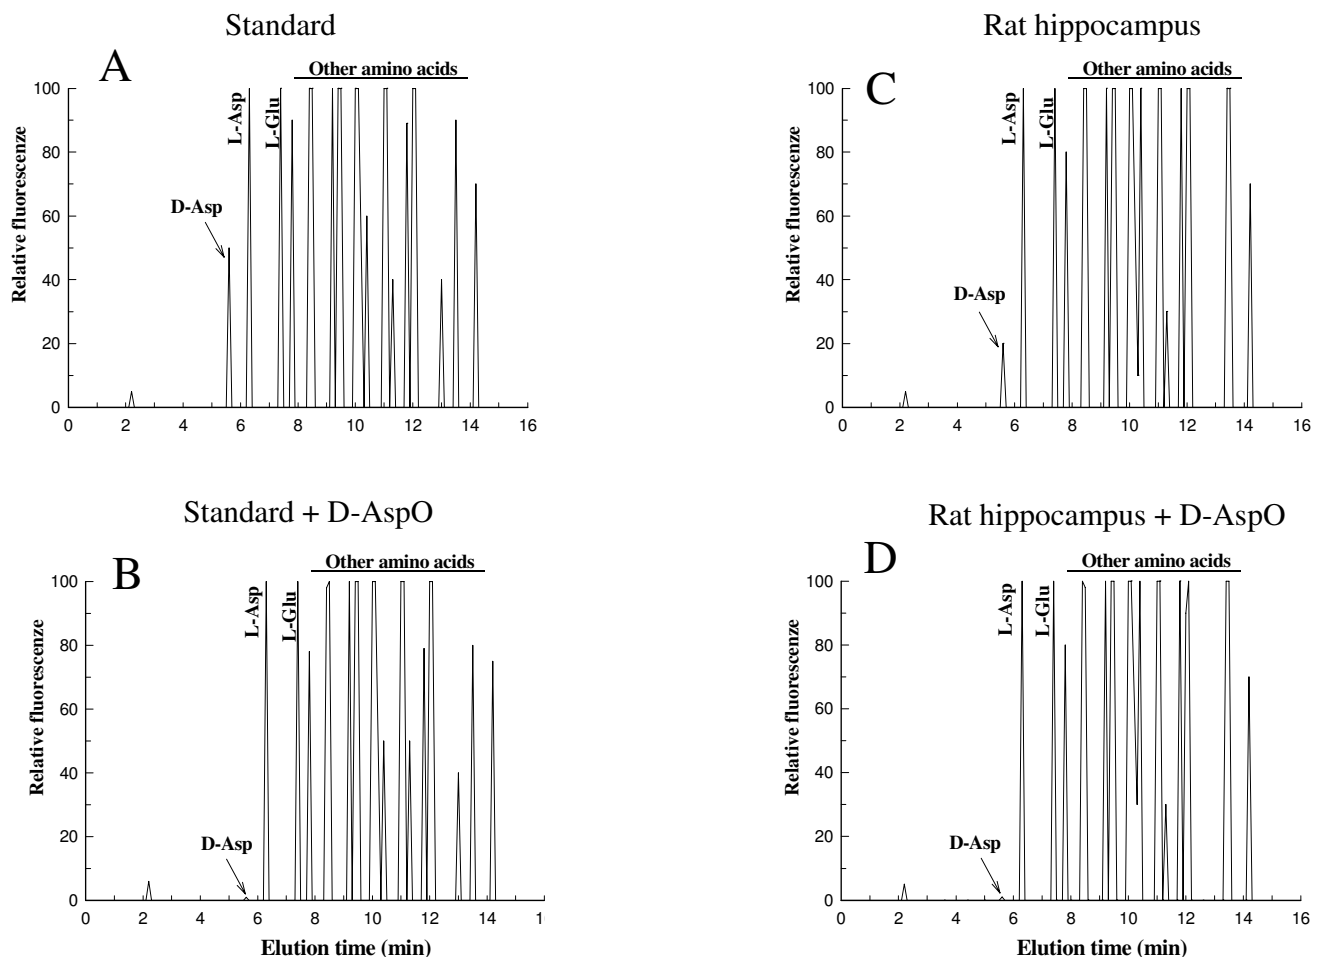 Standard
A
Other amino acids
L-Asp
L-Glu
D-Asp
Relative fluorescenze
100
80
60
40
20
0
0 2 4 6 8 10 12 14 16
Rat hippocampus
C
Other amino acids
L-Asp
L-Glu
D-Asp
Relative fluorescenze
100
80
60
40
20
0
0 2 4 6 8 10 12 14 16
Standard + D-AspO
B
Other amino acids
L-Asp
L-Glu
D-Asp
Relative fluorescenze
100
80
60
40
20
0
0 2 4 6 8 10 12 14 1
Elution time (min)
Rat hippocampus + D-AspO
D
Other amino acids
L-Asp
L-Glu
D-Asp
Relative fluorescenze
100
80
60
40
20
0
0 2 4 6 8 10 12 14 16
Elution time (min)